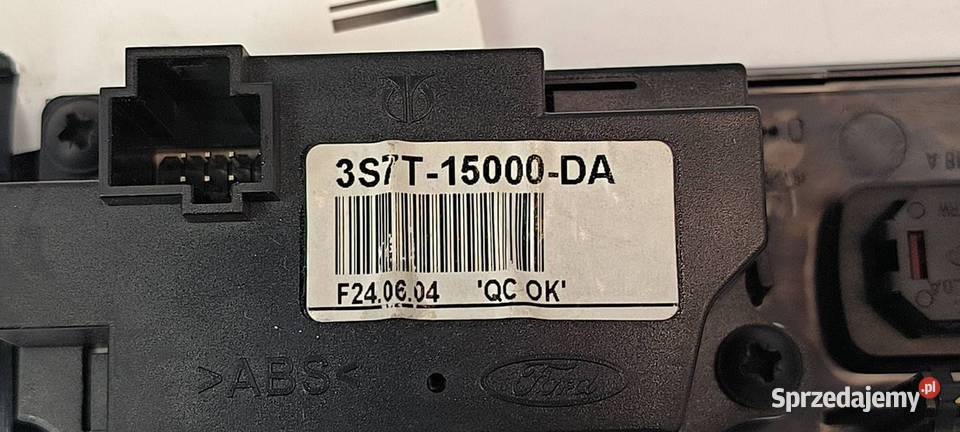 3S7T-15000-DA
F24.06.04 'QC OK'
>ABS<
Ford
Sprzedajemy.pl